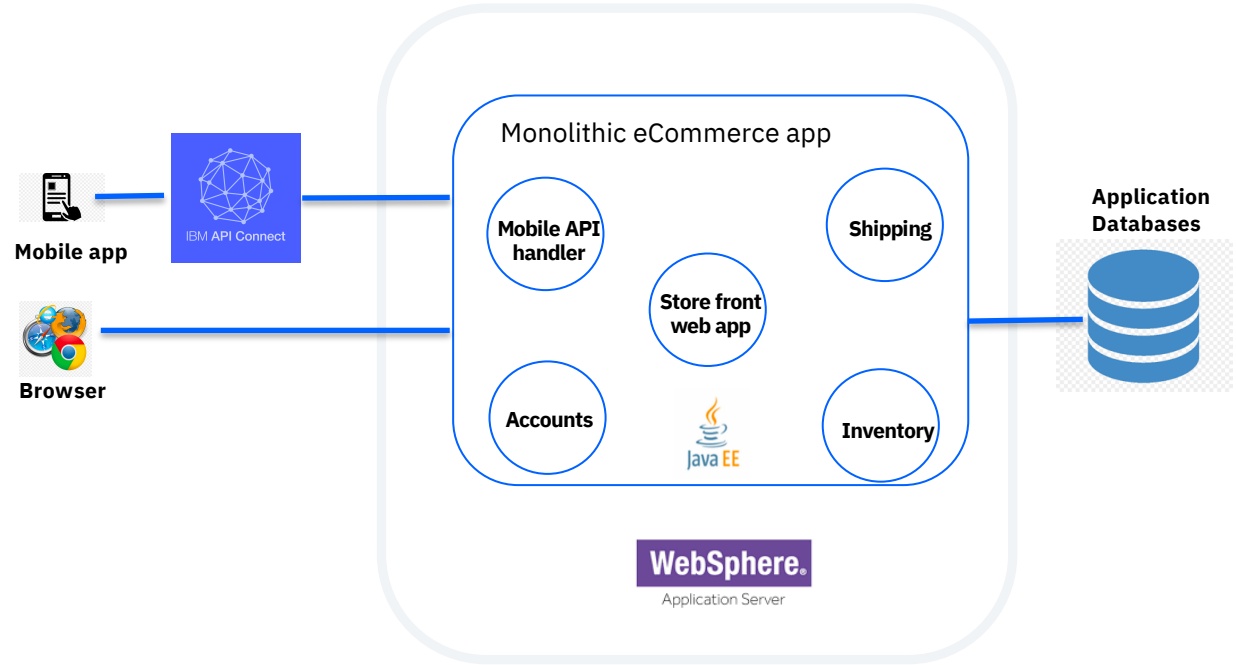 Monolithic eCommerce app
IBM API Connect
Mobile app
Browser
Mobile API
handler
Shipping
Store front
web app
Accounts
Inventory
Java EE
Application
Databases
WebSphere®
Application Server